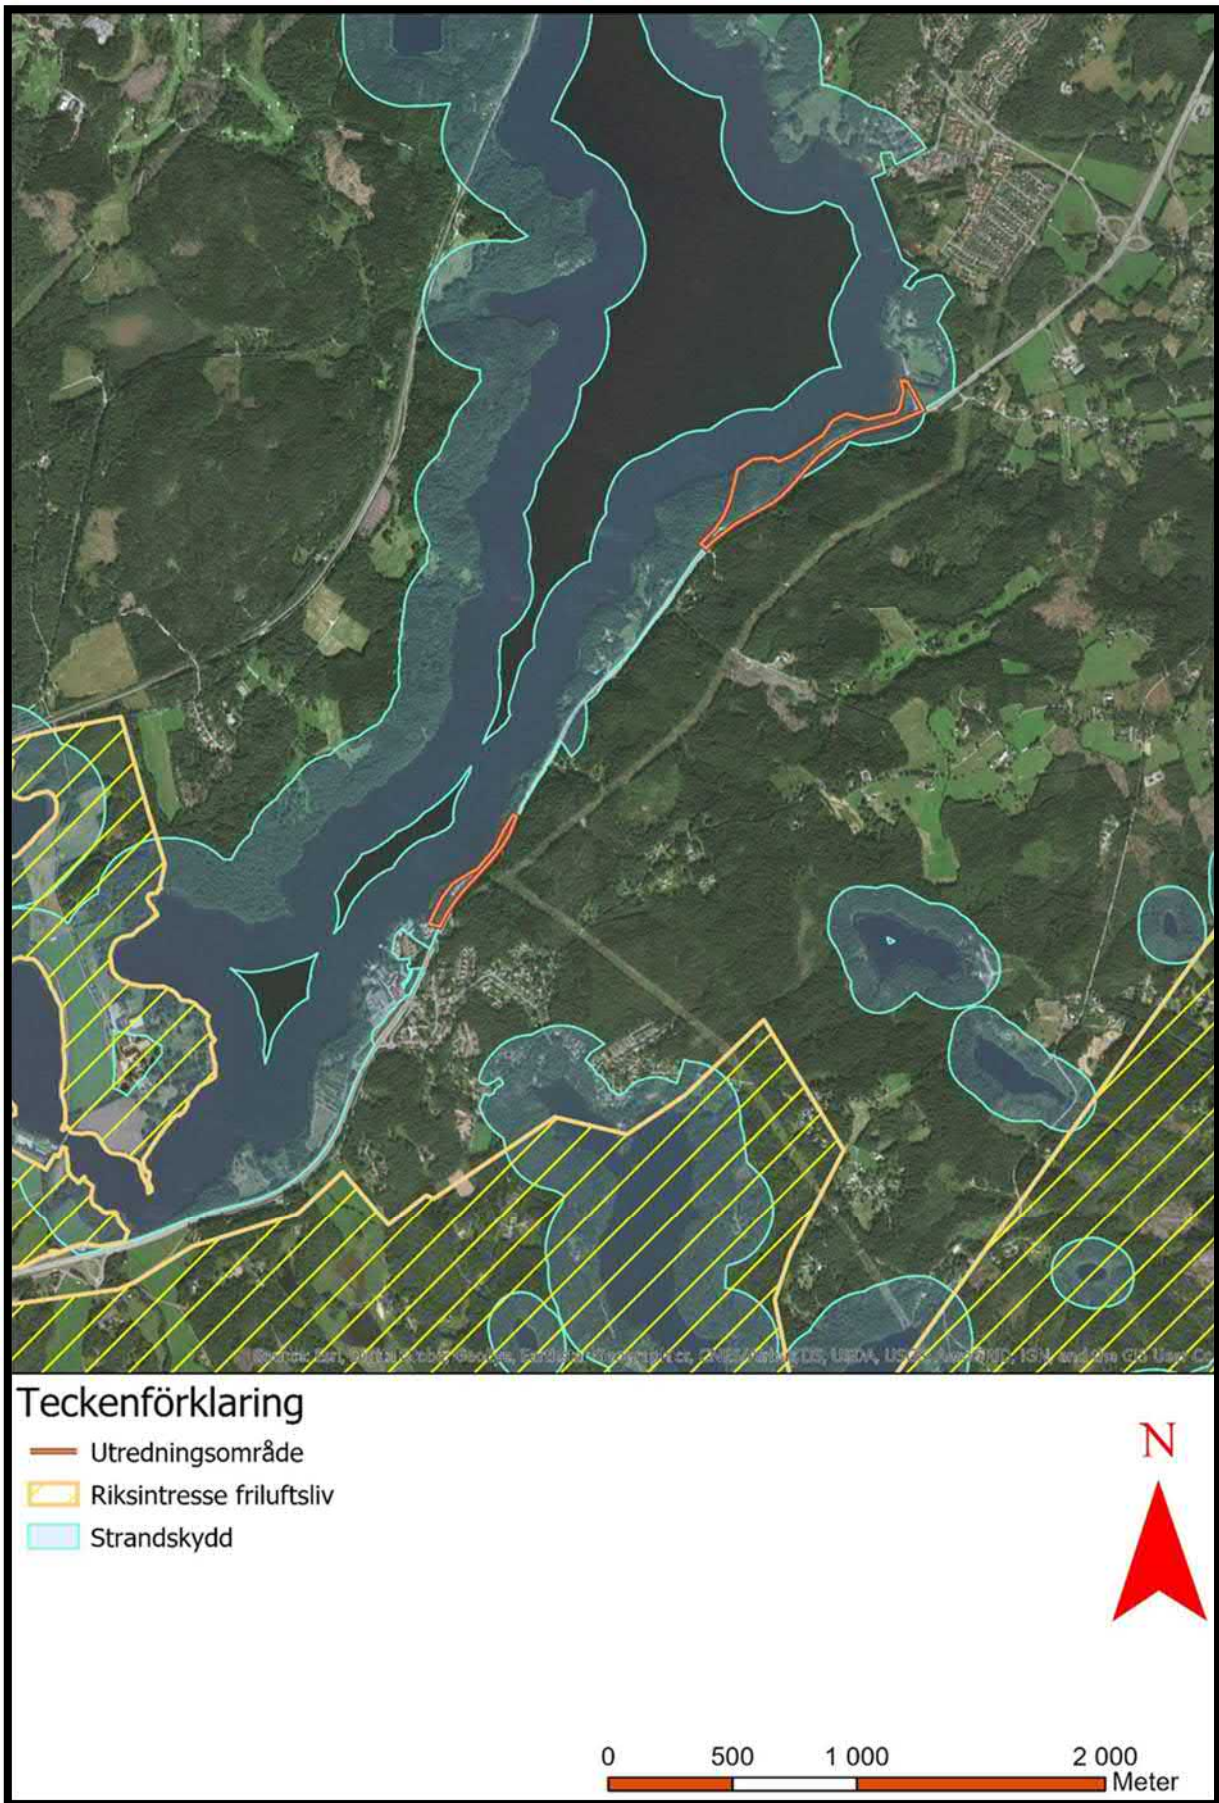 Teckenförklaring
Utredningsområde
Riksintresse friluftsliv
Strandskydd
N
0 500 1 000 2 000
Meter